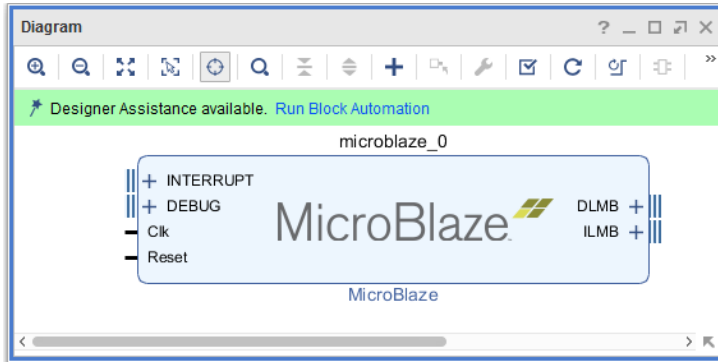 Diagram
Designer Assistance available. Run Block Automation
microblaze_0
INTERRUPT
DEBUG
Clk
Reset
MicroBlaze
DLMB
ILMB
MicroBlaze